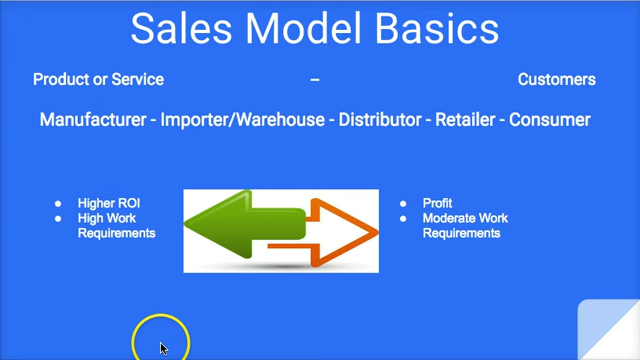 Sales Model Basics
Product or Service – Customers
Manufacturer - Importer/Warehouse - Distributor - Retailer - Consumer
● Higher ROI
● High Work
Requirements
● Profit
● Moderate Work
Requirements